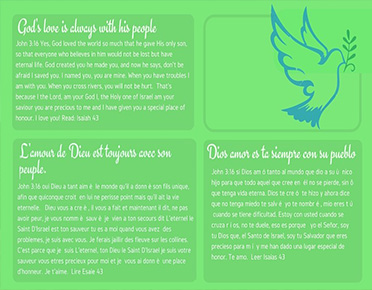 God's love is always with his people
John 3:16 Yes, God loved the world so much that he gave His only son,
so that everyone who believes in him would not be lost but have
eternal life. God created you he made you, and now he says, don't be
afraid I saved you. I named you, you are mine. When you have troubles I
am with you. When you cross rivers, you will not be hurt. That's
because I the Lord, am your God I, the Holy one of Israel am your
saviour you are precious to me and I have given you a special place of
honour. I love you! Read: Isaiah 43
L'amour de Dieu est toujours avec son
peuple.
John 3:16 oui Dieu a tant aim é le monde qu'il a donn é son fils unique,
afin que quiconque croit en lui ne perisse point mais qu'il ait la vie
éternelle. Dieu vous a cre é, il vous a fait et maintenant il dit, ne pas
avoir peur, je vous nomm é sauv é je vien a ton secours dit L'eternel le
Saint D'Israel est ton sauveur tu es a moi quand vous avez des
problemes, je suis avec vous. Je ferais jaillir des flesve sur les collines.
C'est parce que je suis L'eternel, ton Dieu le Saint D'Israel je suis votre
sauveur vous etres precieux pour moi et je vous ai donn é une place
d'honneur. Je t'aime. Lire Esaie 43
Dios amor es ta siempre con su pueblo
John 3:16 si Dios am ó tanto al mundo que dio a su ú nico
hijo para que todo aquel que cree en él no se pierde, sin ó
que tenga vida eterna. Dios te cre ó te hizo y ahora dice
que no tenga miedo te salv é yo te nombr é, mio eres t ú
cuando se tiene dificultad. Estoy con usted cuando se
cruza r í os, no te duele, eso es porque yo el Señor, soy
tu Dios, el Santo de Israel, soy tu Salvador que eres
precioso para m í y me han dado una lugar especial de
honor. Te amo. Leer Isaias 43